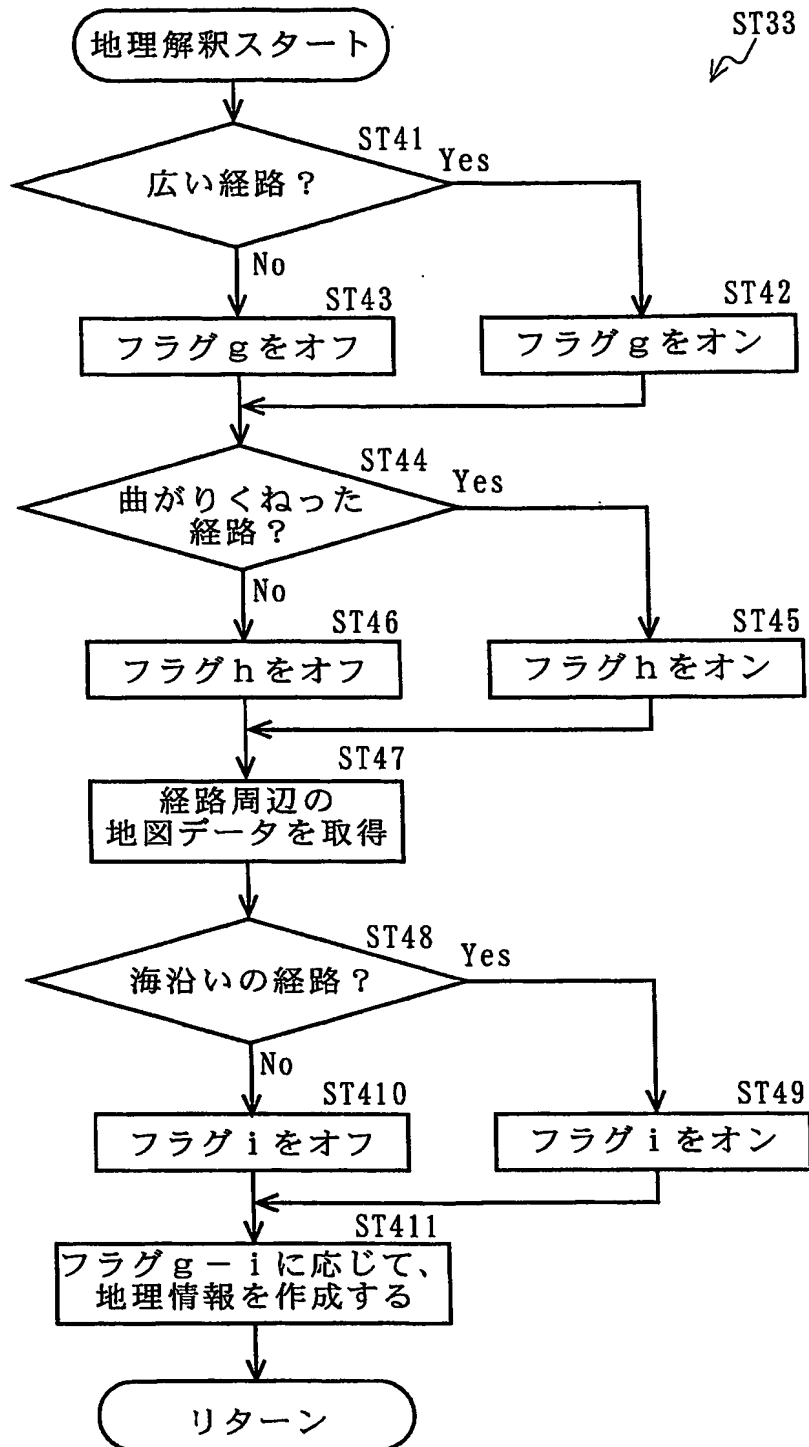 ST33
地理解釈スタート
ST41
広い経路？
Yes
No
ST43
フラグｇをオフ
ST42
フラグｇをオン
ST44
曲がりくねった
経路？
Yes
No
ST46
フラグｈをオフ
ST45
フラグｈをオン
ST47
経路周辺の
地図データを取得
ST48
海沿いの経路？
Yes
No
ST410
フラグｉをオフ
ST49
フラグｉをオン
ST411
フラグｇ－ｉに応じて、
地理情報を作成する
リターン